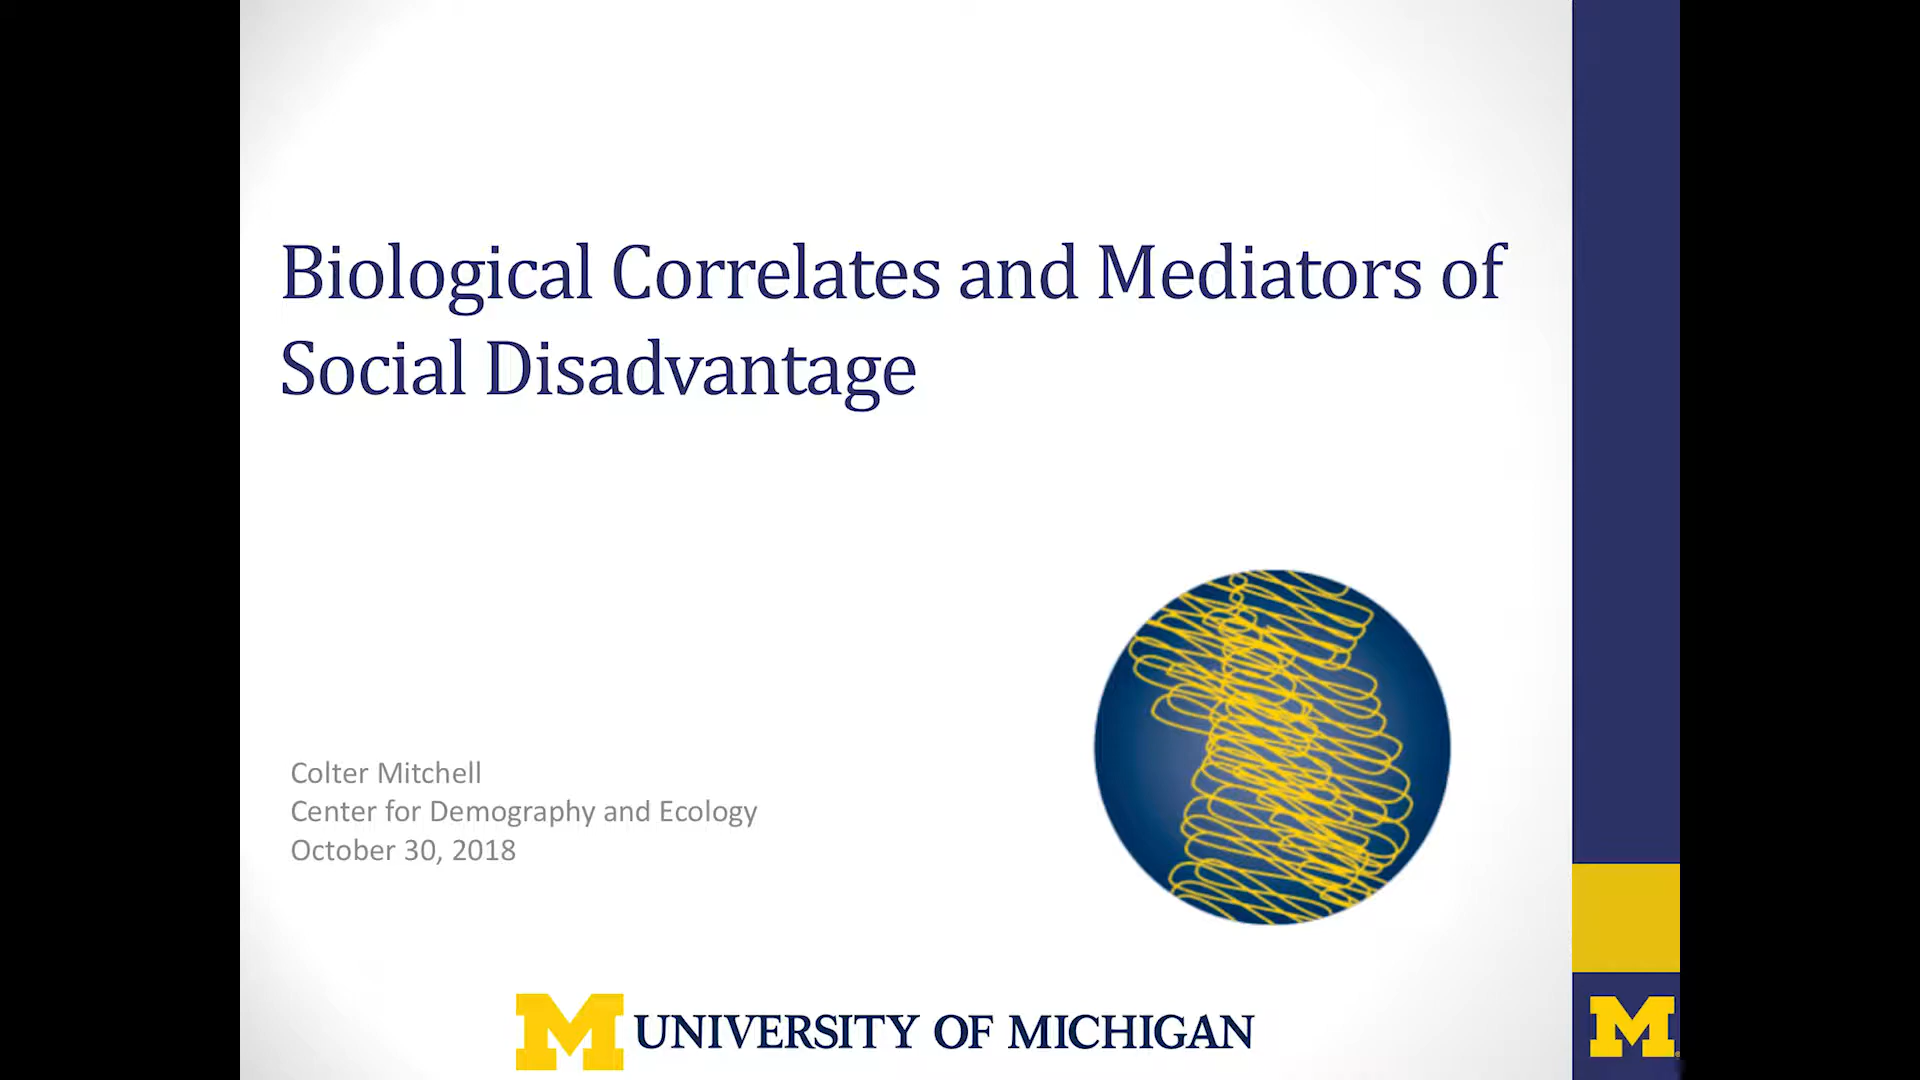 Biological Correlates and Mediators of
Social Disadvantage
Colter Mitchell
Center for Demography and Ecology
October 30, 2018
M UNIVERSITY OF MICHIGAN
M